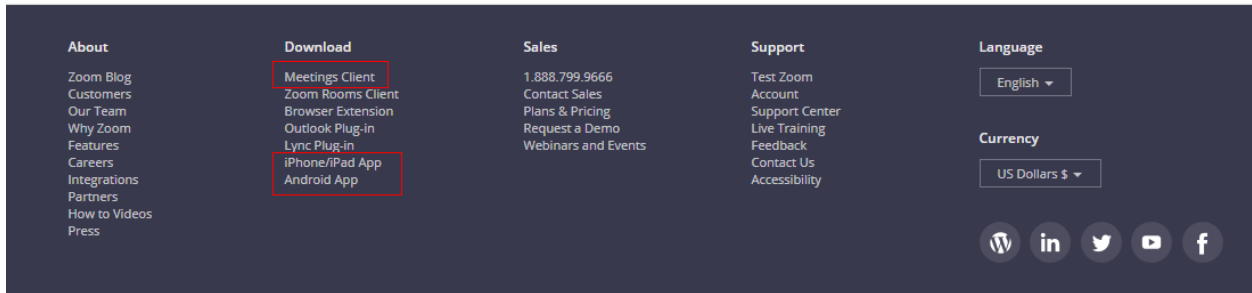 About
Zoom Blog
Customers
Our Team
Why Zoom
Features
Careers
Integrations
Partners
How to Videos
Press
Download
Meetings Client
Zoom Rooms Client
Browser Extension
Outlook Plug-in
Lync Plug-in
iPhone/iPad App
Android App
Sales
1.888.799.9666
Contact Sales
Plans & Pricing
Request a Demo
Webinars and Events
Support
Test Zoom
Account
Support Center
Live Training
Feedback
Contact Us
Accessibility
Language
English
Currency
US Dollars $
in
f